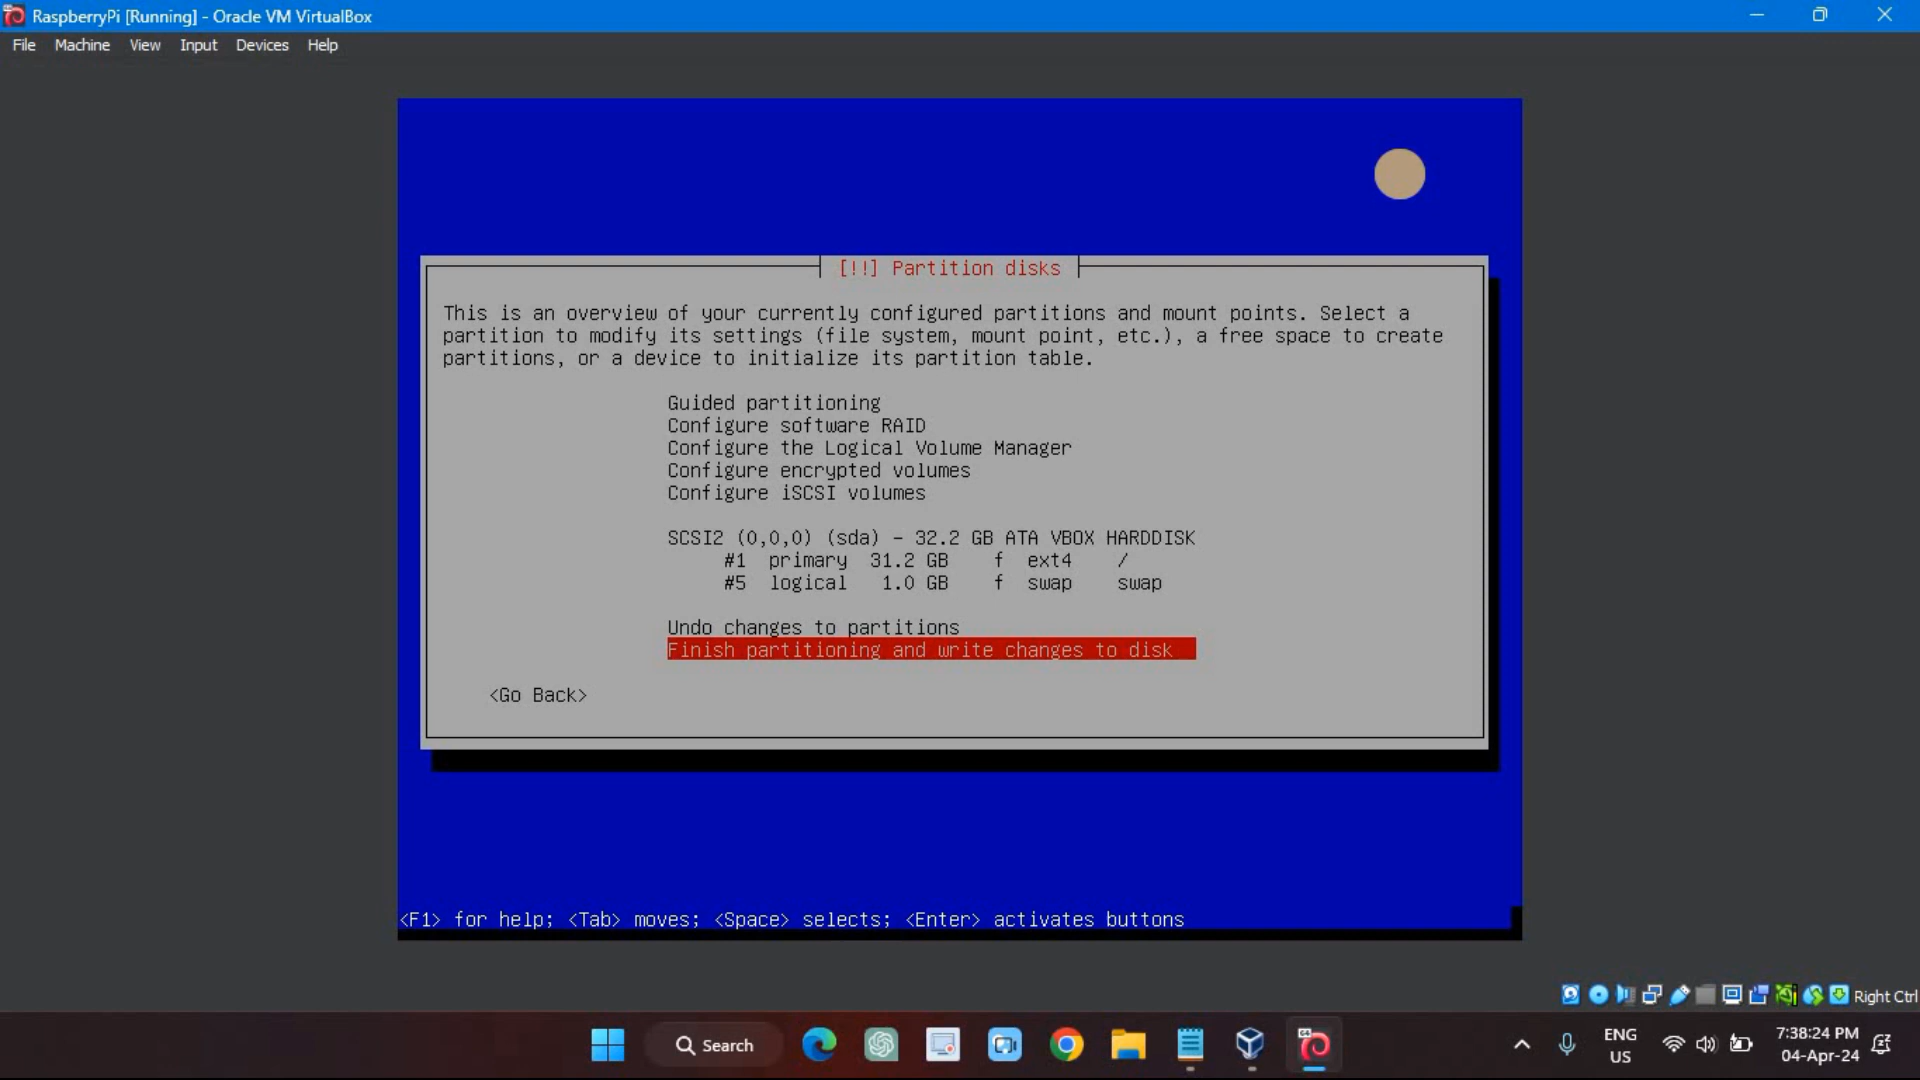 RaspberryPi [Running] - Oracle VM VirtualBox
File Machine View Input Devices Help
[!!] Partition disks
This is an overview of your currently configured partitions and mount points. Select a
partition to modify its settings (file system, mount point, etc.), a free space to create
partitions, or a device to initialize its partition table.
Guided partitioning
Configure software RAID
Configure the Logical Volume Manager
Configure encrypted volumes
Configure iSCSI volumes
SCSI2 (0,0,0) (sda) - 32.2 GB ATA VBOX HARDDISK
#1 primary 31.2 GB f ext4 /
#5 logical 1.0 GB f swap swap
Undo changes to partitions
Finish partitioning and write changes to disk
<Go Back>
<F1> for help; <Tab> moves; <Space> selects; <Enter> activates buttons
Right Ctrl
Search
ENG
US
7:38:24 PM
04-Apr-24